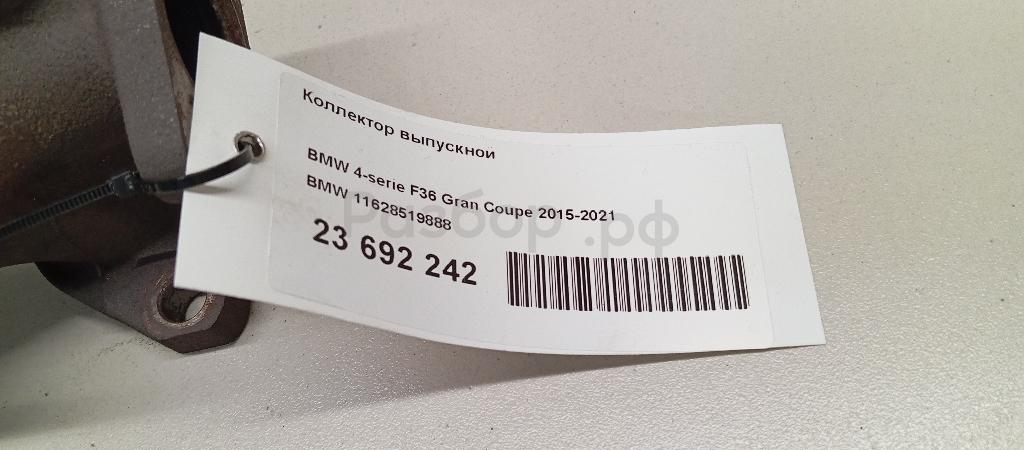 Коллектор выпускной
BMW 4-serie F36 Gran Coupe 2015-2021
BMW 11628519888
23 692 242
Разбор.рф